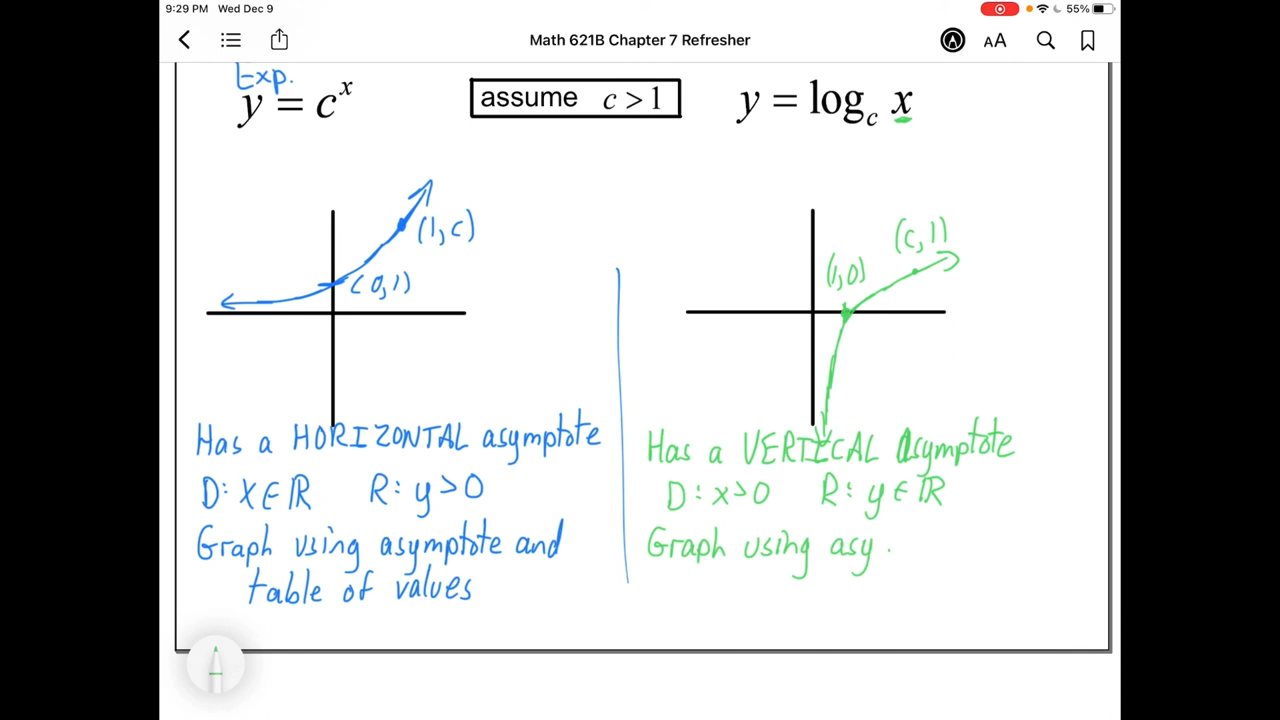 9:29 PM Wed Dec 9
55%
Math 621B Chapter 7 Refresher
AA
Exp.
y = c^x
assume c > 1
y = log_c x
(1, c)
(0, 1)
(c, 1)
(1, 0)
Has a HORIZONTAL asymptote
D: x ∈ ℝ R: y > 0
Graph using asymptote and
table of values
Has a VERTICAL Asymptote
D: x > 0 R: y ∈ ℝ
Graph using asy